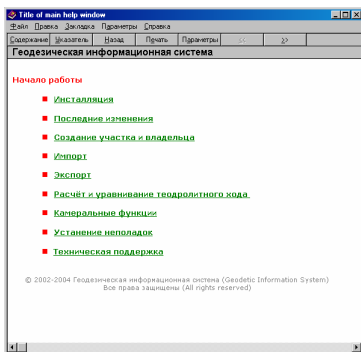 Title of main help window
Файл Правка Закладка Параметры Справка
Содержание Указатель Назад Печать Параметры << >>
Геодезическая информационная система
Начало работы
Инсталляция
Последние изменения
Создание участка и владельца
Импорт
Экспорт
Расчёт и уравнивание теодролитного хода
Камеральные функции
Устанение неполадок
Техническая поддержка
© 2002-2004 Геодезическая информационная система (Geodetic Information System)
Все права защищены (All rights reserved)